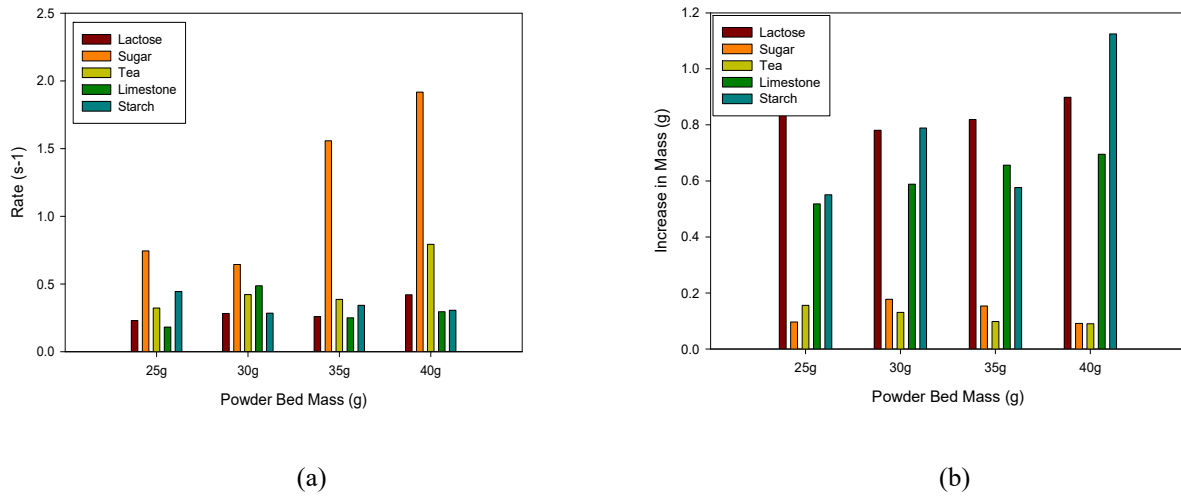 2.5
2.0
1.5
1.0
0.5
0.0
Rate (s-1)
Lactose
Sugar
Tea
Limestone
Starch
25g 30g 35g 40g
Powder Bed Mass (g)
(a)
1.2
1.0
0.8
0.6
0.4
0.2
0.0
Increase in Mass (g)
Lactose
Sugar
Tea
Limestone
Starch
25g 30g 35g 40g
Powder Bed Mass (g)
(b)